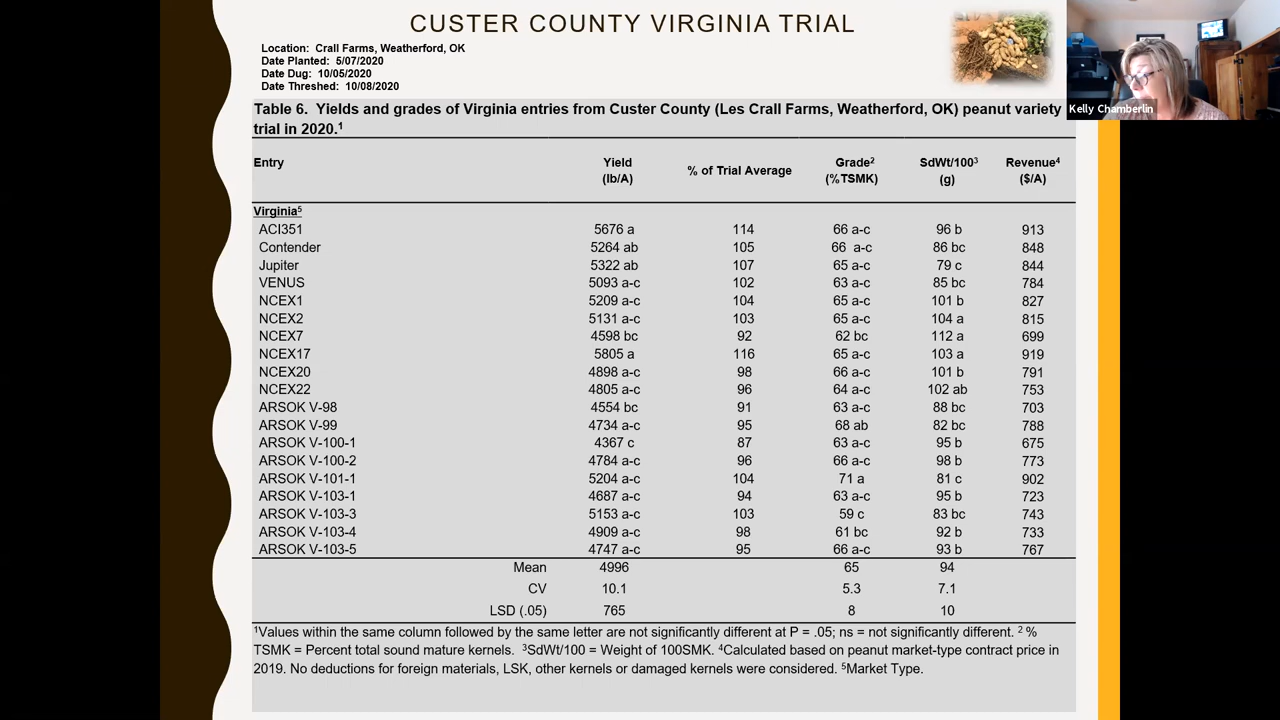 CUSTER COUNTY VIRGINIA TRIAL
Location: Crall Farms, Weatherford, OK
Date Planted: 5/07/2020
Date Dug: 10/05/2020
Date Threshed: 10/08/2020
Kelly Chamberlin
Table 6. Yields and grades of Virginia entries from Custer County (Les Crall Farms, Weatherford, OK) peanut variety
trial in 2020.¹
Entry Yield (lb/A) % of Trial Average Grade² (%TSMK) SdWt/100³ (g) Revenue⁴ ($/A)
Virginia⁵
ACI351 5676 a 114 66 a-c 96 b 913
Contender 5264 ab 105 66 a-c 86 bc 848
Jupiter 5322 ab 107 65 a-c 79 c 844
VENUS 5093 a-c 102 63 a-c 85 bc 784
NCEX1 5209 a-c 104 65 a-c 101 b 827
NCEX2 5131 a-c 103 65 a-c 104 a 815
NCEX7 4598 bc 92 62 bc 112 a 699
NCEX17 5805 a 116 65 a-c 103 a 919
NCEX20 4898 a-c 98 66 a-c 101 b 791
NCEX22 4805 a-c 96 64 a-c 102 ab 753
ARSOK V-98 4554 bc 91 63 a-c 88 bc 703
ARSOK V-99 4734 a-c 95 68 ab 82 bc 788
ARSOK V-100-1 4367 c 87 63 a-c 95 b 675
ARSOK V-100-2 4784 a-c 96 66 a-c 98 b 773
ARSOK V-101-1 5204 a-c 104 71 a 81 c 902
ARSOK V-103-1 4687 a-c 94 63 a-c 95 b 723
ARSOK V-103-3 5153 a-c 103 59 c 83 bc 743
ARSOK V-103-4 4909 a-c 98 61 bc 92 b 733
ARSOK V-103-5 4747 a-c 95 66 a-c 93 b 767
Mean 4996 65 94
CV 10.1 5.3 7.1
LSD (.05) 765 8 10
¹Values within the same column followed by the same letter are not significantly different at P = .05; ns = not significantly different. ² %
TSMK = Percent total sound mature kernels. ³SdWt/100 = Weight of 100SMK. ⁴Calculated based on peanut market-type contract price in
2019. No deductions for foreign materials, LSK, other kernels or damaged kernels were considered. ⁵Market Type.